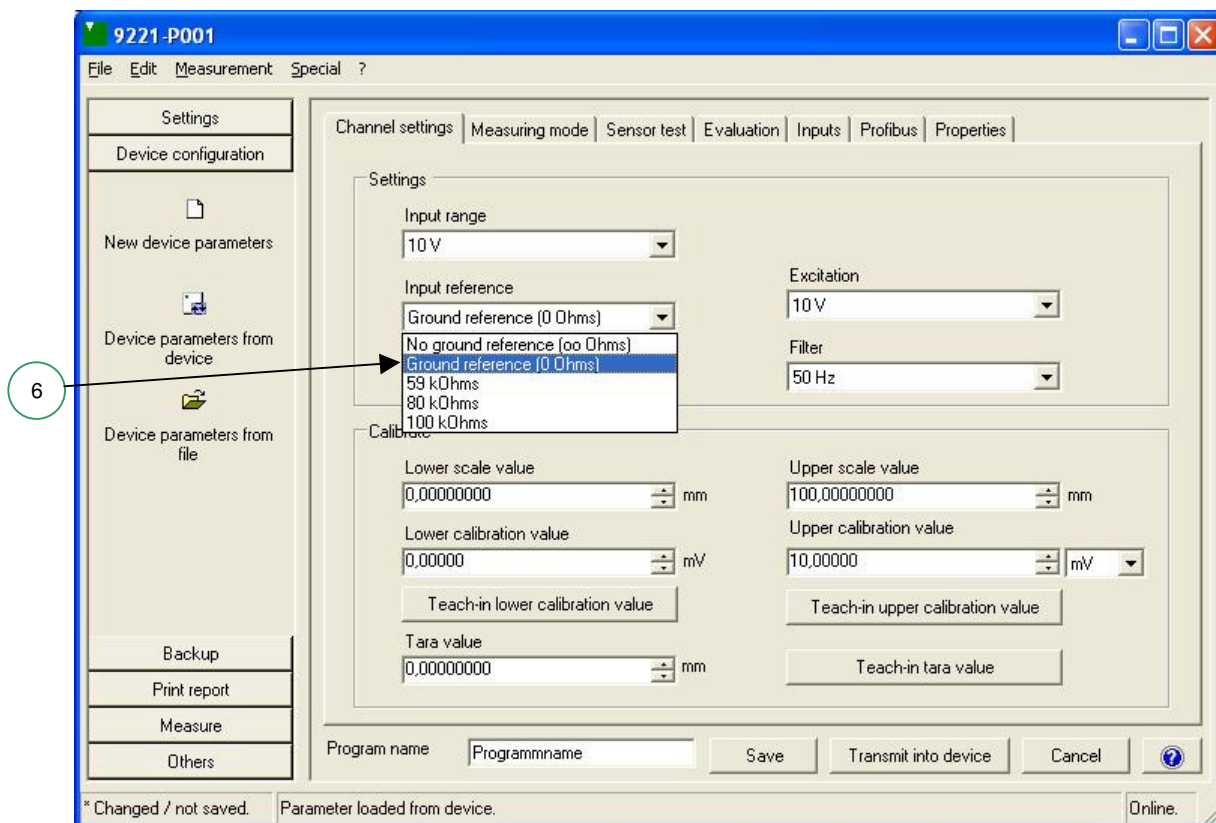 9221-P001
File Edit Measurement Special ?
Settings
Device configuration
New device parameters
Device parameters from
device
Device parameters from
file
Backup
Print report
Measure
Others
6
Channel settings Measuring mode Sensor test Evaluation Inputs Profibus Properties
Settings
Input range
10 V
Input reference
Ground reference (0 Ohms)
No ground reference (oo Ohms)
Ground reference (0 Ohms)
59 kOhms
80 kOhms
100 kOhms
Excitation
10 V
Filter
50 Hz
Calibrate
Lower scale value
0,00000000 mm
Upper scale value
100,00000000 mm
Lower calibration value
0,00000 mV
Upper calibration value
10,00000 mV
Teach-in lower calibration value
Teach-in upper calibration value
Tara value
0,00000000 mm
Teach-in tara value
Program name Programmname Save Transmit into device Cancel ?
* Changed / not saved. Parameter loaded from device. Online.